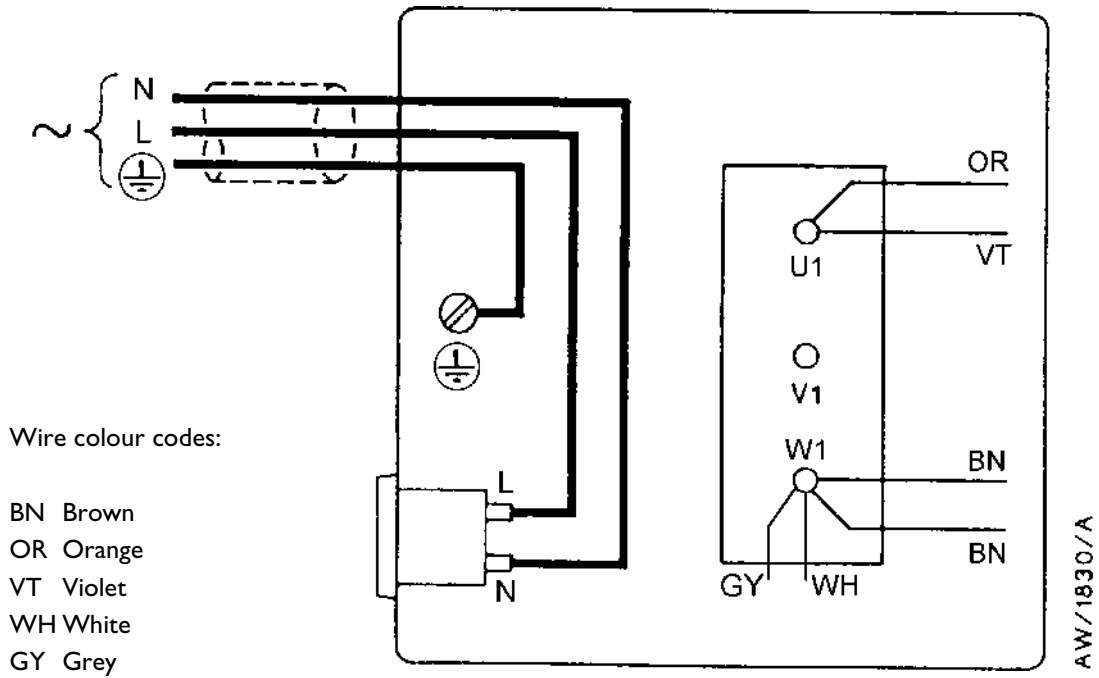 N
L
OR
VT
U1
V1
W1
BN
BN
GY WH
L
N
Wire colour codes:
BN Brown
OR Orange
VT Violet
WH White
GY Grey
AW/1830/A